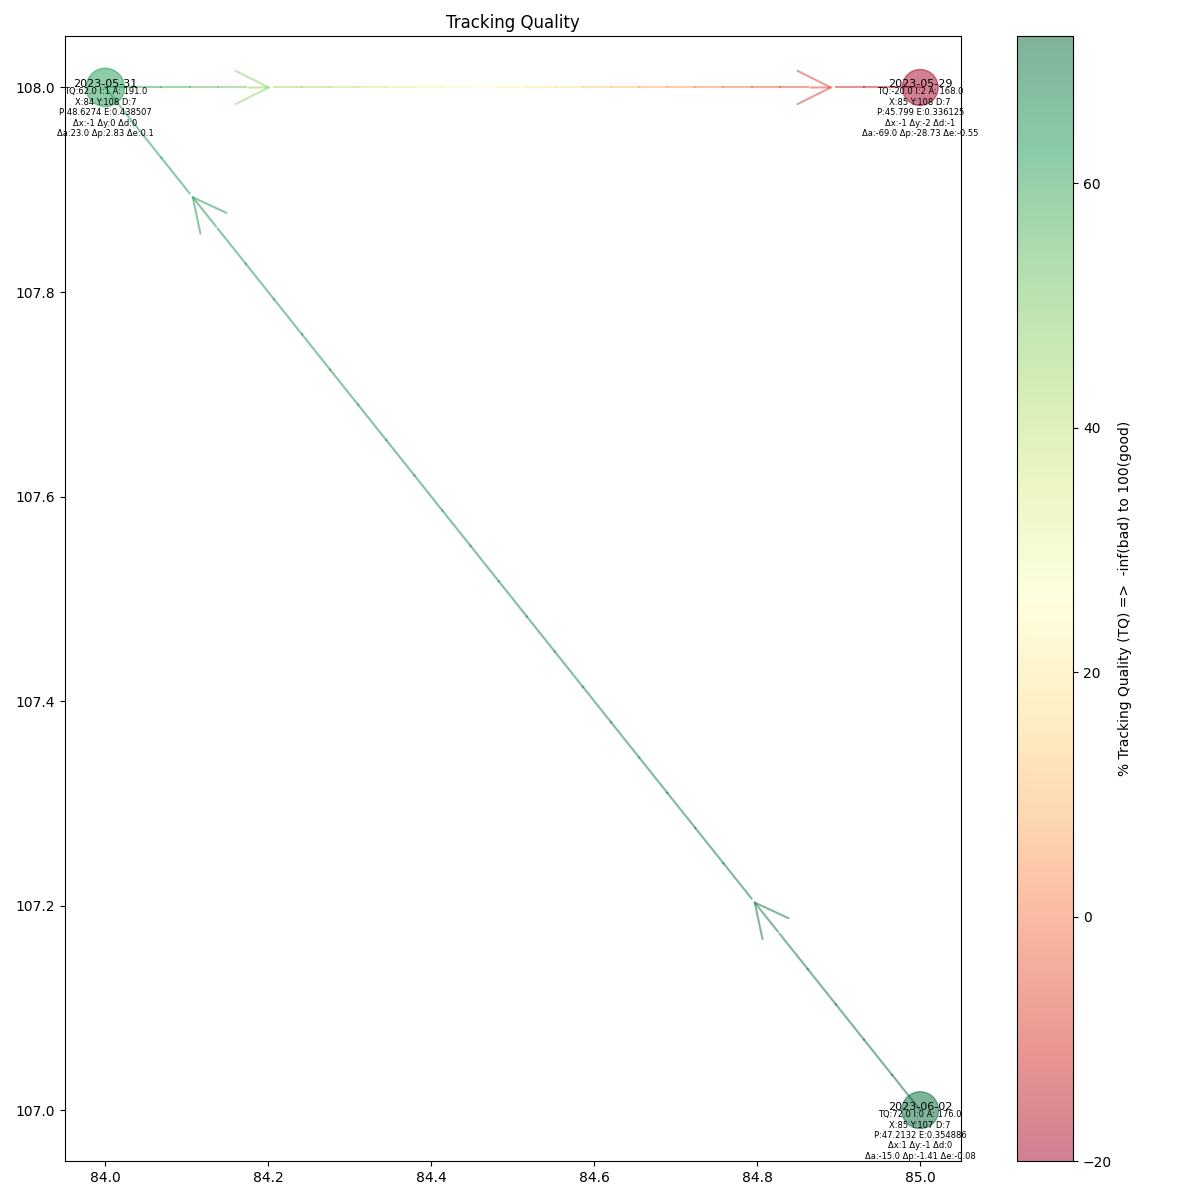 Tracking Quality
108.0
107.8
107.6
107.4
107.2
107.0
84.0
84.2
84.4
84.6
84.8
85.0
2023-05-31
TQ:62.0 I:1 A: 191.0
X:84 Y:108 D:7
P:48.6274 E:0.438507
Δx:-1 Δy:0 Δd:0
Δa:23.0 Δp:2.83 Δe:0.1
2023-05-29
TQ:-20.0 I:2 A: 168.0
X:85 Y:108 D:7
P:45.799 E:0.336125
Δx:-1 Δy:-2 Δd:-1
Δa:-69.0 Δp:-28.73 Δe:-0.55
2023-06-02
TQ:72.0 I:0 A: 176.0
X:85 Y:107 D:7
P:47.2132 E:0.354886
Δx:1 Δy:-1 Δd:0
Δa:-15.0 Δp:-1.41 Δe:-0.08
60
40
20
0
−20
% Tracking Quality (TQ) => -inf(bad) to 100(good)